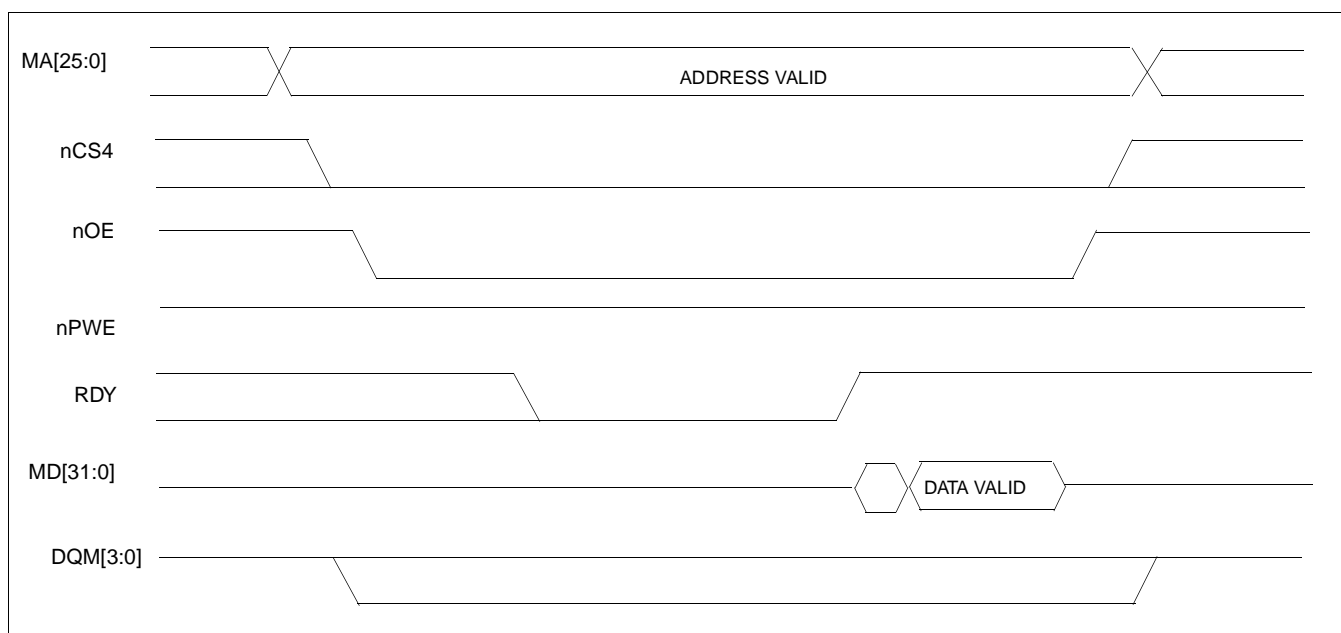 MA[25:0]
ADDRESS VALID
nCS4
nOE
nPWE
RDY
MD[31:0]
DATA VALID
DQM[3:0]